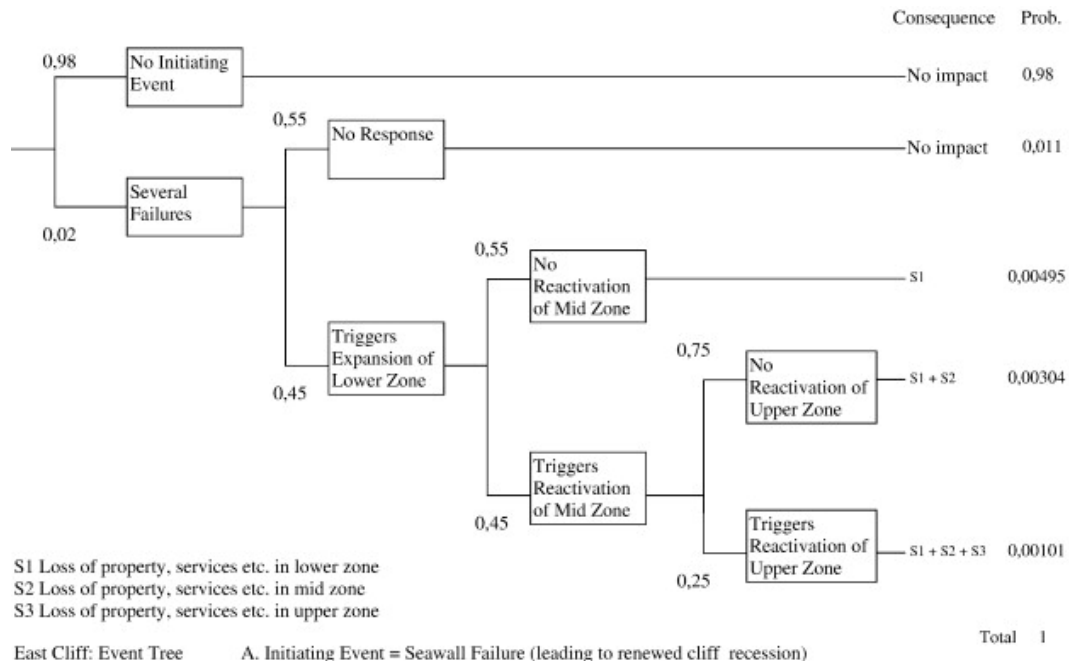 Consequence Prob.
0,98
No Initiating
Event
No impact 0,98
0,55
No Response
No impact 0,011
Several
Failures
0,02
0,55
No
Reactivation
of Mid Zone
S1 0,00495
Triggers
Expansion of
Lower Zone
0,45
0,75
No
Reactivation of
Upper Zone
S1 + S2 0,00304
Triggers
Reactivation
of Mid Zone
0,45
Triggers
Reactivation of
Upper Zone
S1 + S2 + S3 0,00101
0,25
S1 Loss of property, services etc. in lower zone
S2 Loss of property, services etc. in mid zone
S3 Loss of property, services etc. in upper zone
Total 1
East Cliff: Event Tree A. Initiating Event = Seawall Failure (leading to renewed cliff recession)